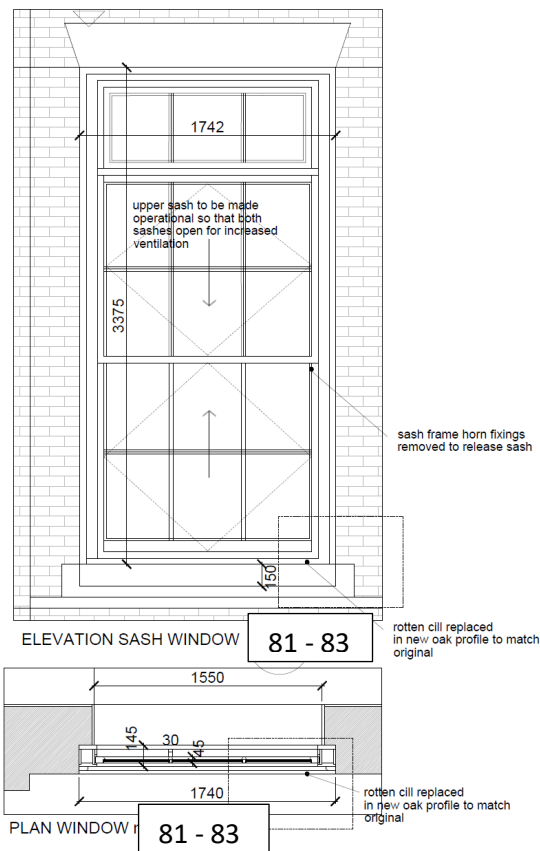 1742
upper sash to be made
operational so that both
sashes open for increased
ventilation
3375
sash frame horn fixings
removed to release sash
150
rotten cill replaced
in new oak profile to match
original
ELEVATION SASH WINDOW
81 - 83
1550
145
30
45
1740
rotten cill replaced
in new oak profile to match
original
PLAN WINDOW
81 - 83